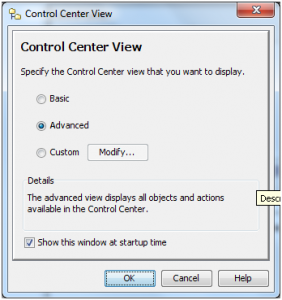 Control Center View
Control Center View
Specify the Control Center view that you want to display.
Basic
Advanced
Custom
Modify...
Details
The advanced view displays all objects and actions
available in the Control Center.
Show this window at startup time
OK
Cancel
Help